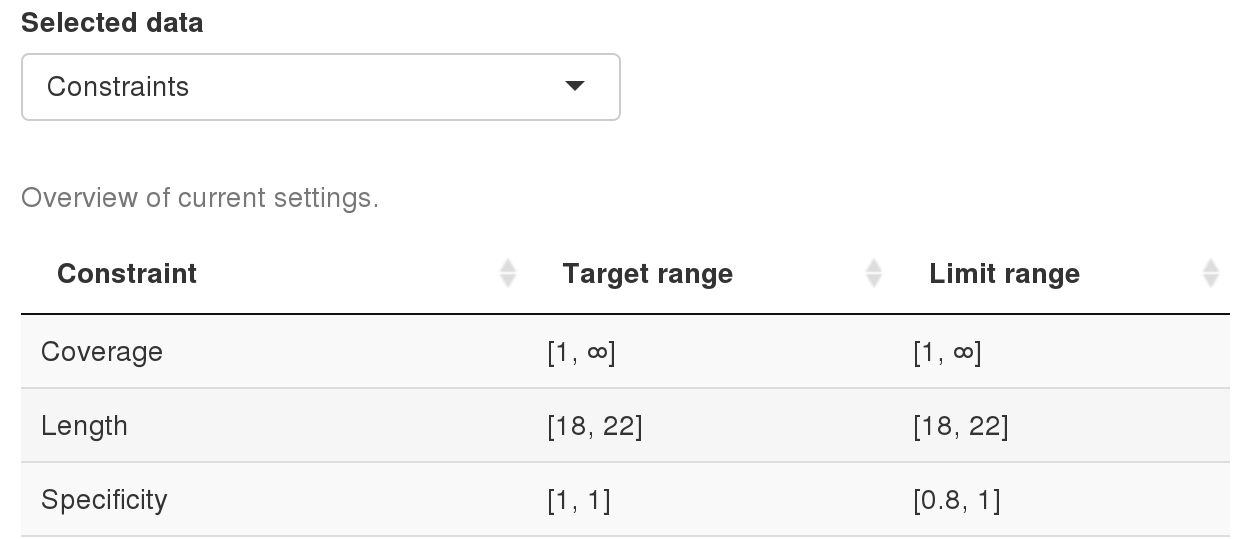 Selected data
Constraints
Overview of current settings.
Constraint Target range Limit range
Coverage [1, ∞] [1, ∞]
Length [18, 22] [18, 22]
Specificity [1, 1] [0.8, 1]